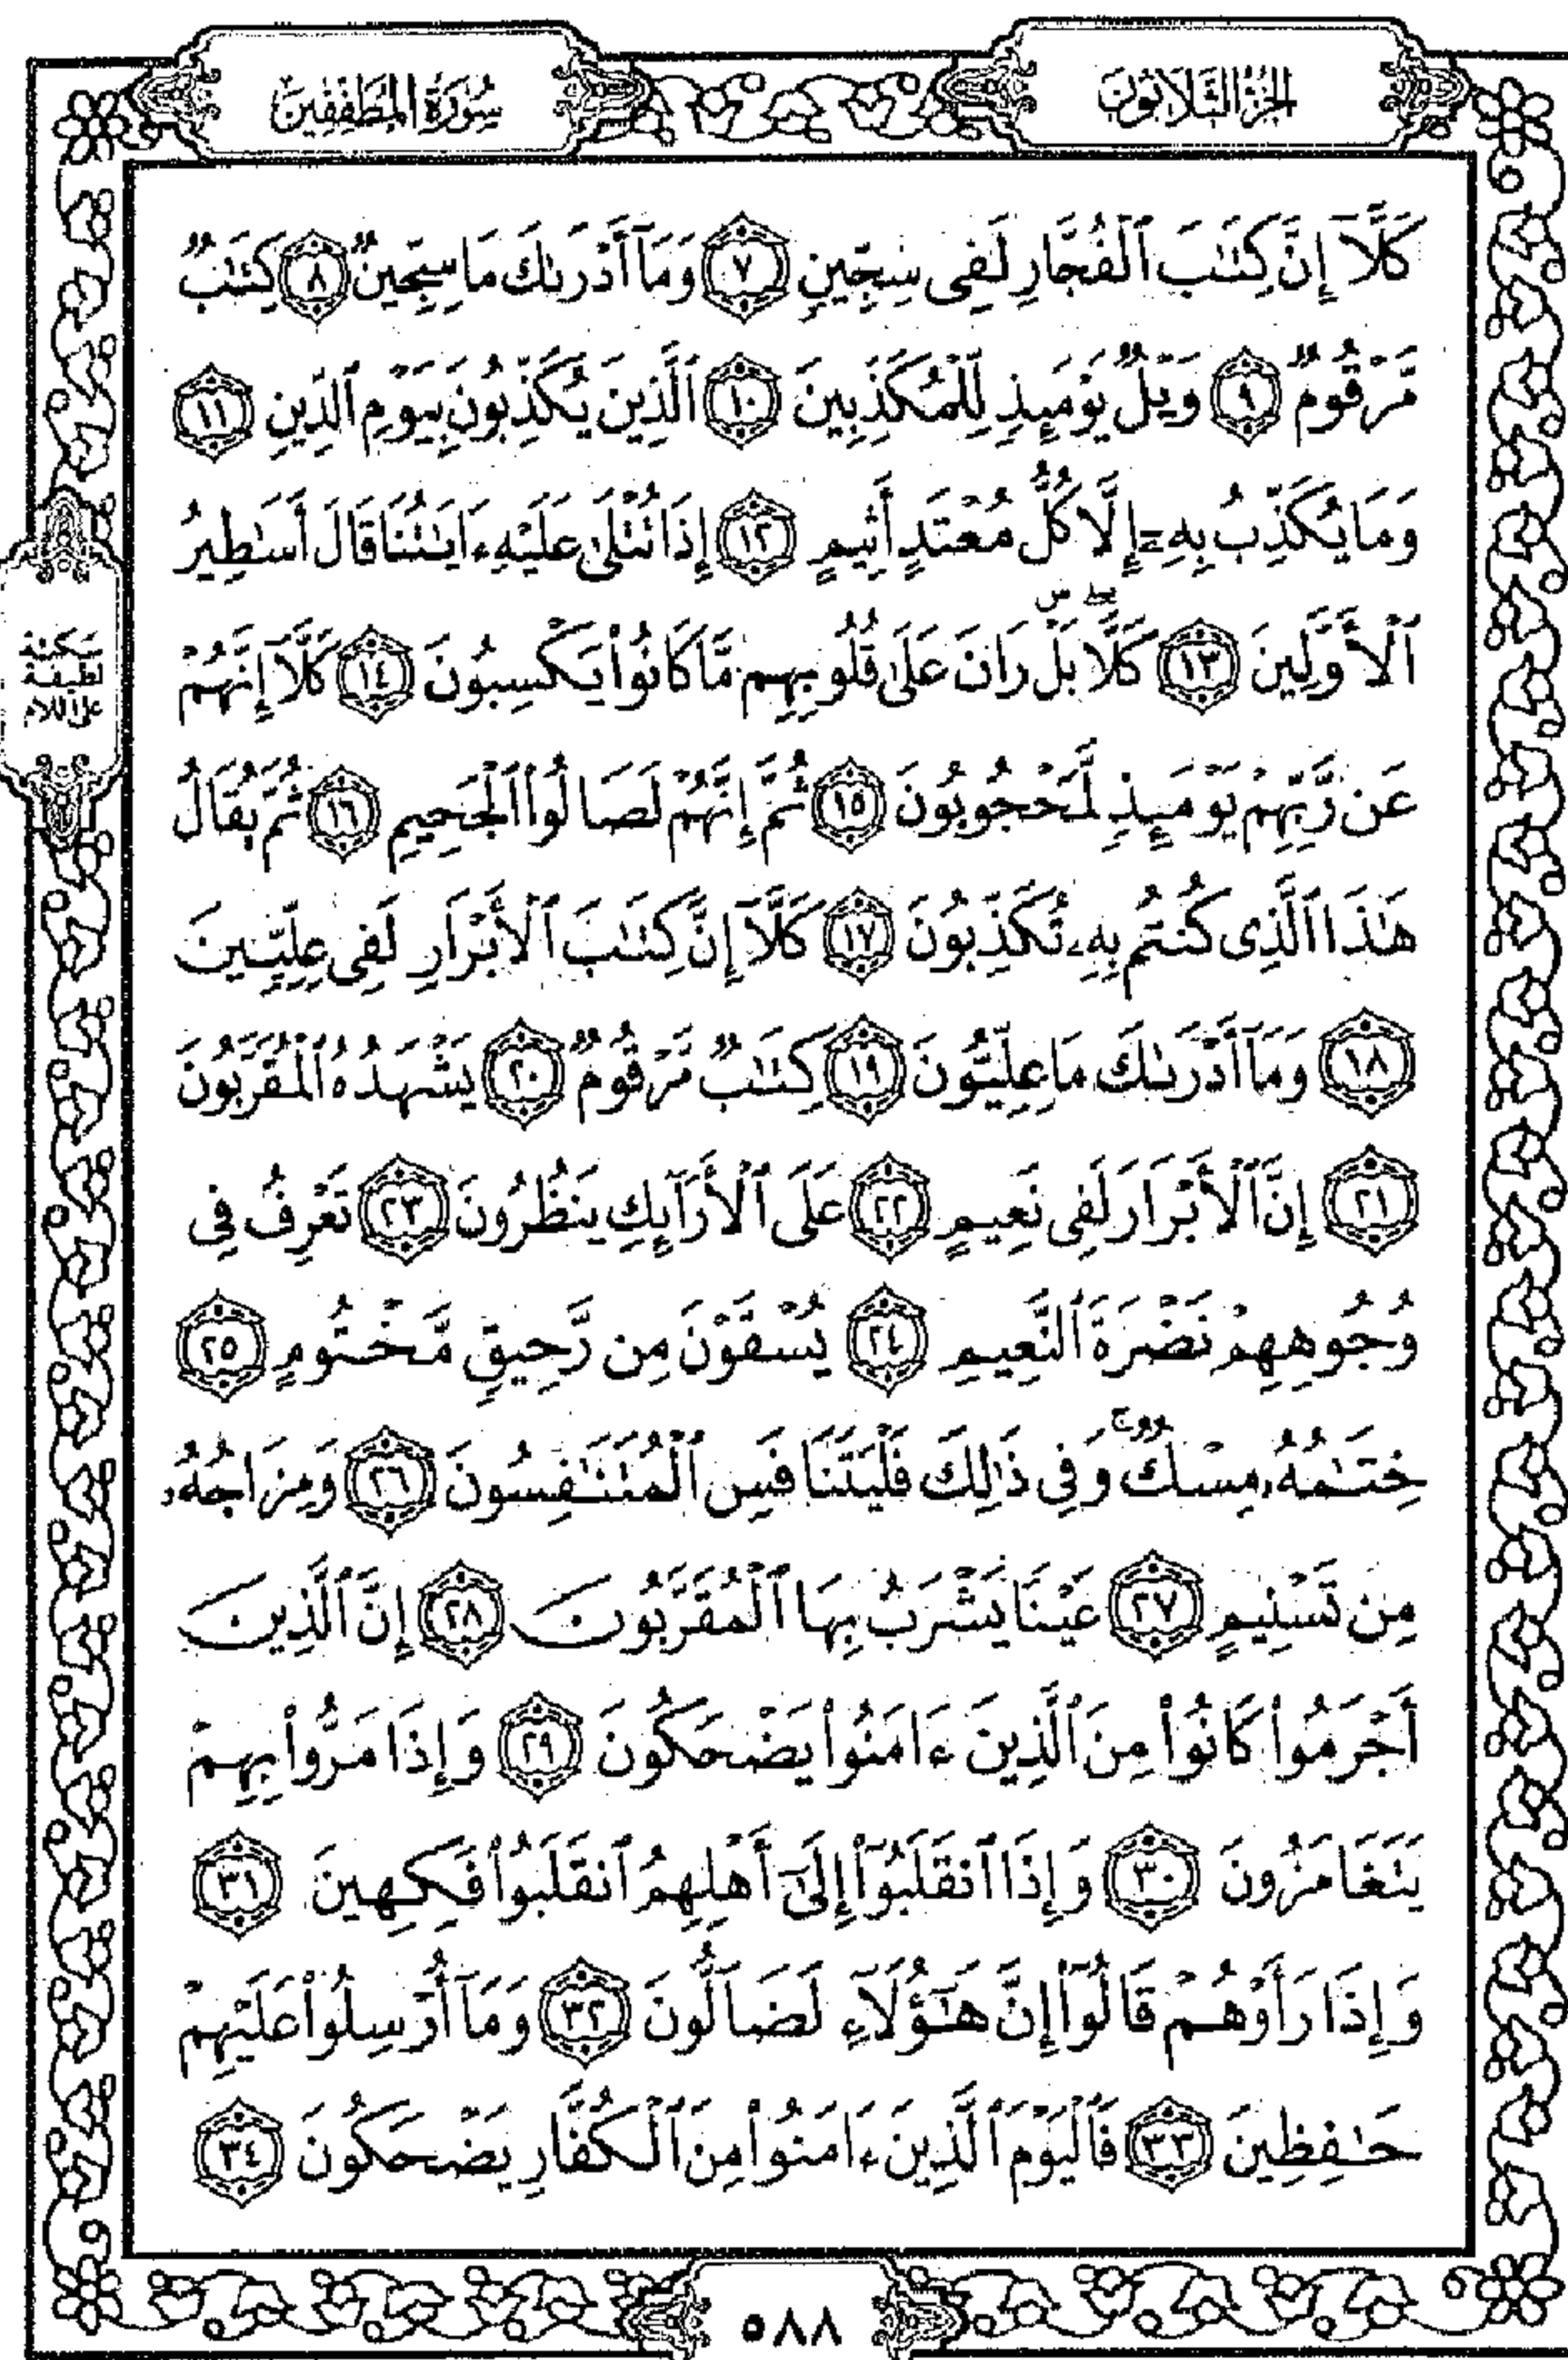 الجزء الثلاثون
سورة المطففين
كَلَّآ إِنَّ كِتَٰبَ ٱلْفُجَّارِ لَفِى سِجِّينٍ ٧ وَمَآ أَدْرَىٰكَ مَا سِجِّينٌ ٨ كِتَٰبٌ
مَّرْقُومٌ ٩ وَيْلٌ يَوْمَئِذٍ لِّلْمُكَذِّبِينَ ١٠ ٱلَّذِينَ يُكَذِّبُونَ بِيَوْمِ ٱلدِّينِ ١١
وَمَا يُكَذِّبُ بِهِۦٓ إِلَّا كُلُّ مُعْتَدٍ أَثِيمٍ ١٢ إِذَا تُتْلَىٰ عَلَيْهِ ءَايَٰتُنَا قَالَ أَسَٰطِيرُ
ٱلْأَوَّلِينَ ١٣ كَلَّا ۖ بَلْ ۜ رَانَ عَلَىٰ قُلُوبِهِم مَّا كَانُوا۟ يَكْسِبُونَ ١٤ كَلَّآ إِنَّهُمْ
عَن رَّبِّهِمْ يَوْمَئِذٍ لَّمَحْجُوبُونَ ١٥ ثُمَّ إِنَّهُمْ لَصَالُوا۟ ٱلْجَحِيمِ ١٦ ثُمَّ يُقَالُ
هَٰذَا ٱلَّذِى كُنتُم بِهِۦ تُكَذِّبُونَ ١٧ كَلَّآ إِنَّ كِتَٰبَ ٱلْأَبْرَارِ لَفِى عِلِّيِّينَ
١٨ وَمَآ أَدْرَىٰكَ مَا عِلِّيُّونَ ١٩ كِتَٰبٌ مَّرْقُومٌ ٢٠ يَشْهَدُهُ ٱلْمُقَرَّبُونَ
٢١ إِنَّ ٱلْأَبْرَارَ لَفِى نَعِيمٍ ٢٢ عَلَى ٱلْأَرَآئِكِ يَنظُرُونَ ٢٣ تَعْرِفُ فِى
وُجُوهِهِمْ نَضْرَةَ ٱلنَّعِيمِ ٢٤ يُسْقَوْنَ مِن رَّحِيقٍ مَّخْتُومٍ ٢٥
خِتَٰمُهُۥ مِسْكٌ ۚ وَفِى ذَٰلِكَ فَلْيَتَنَافَسِ ٱلْمُتَنَٰفِسُونَ ٢٦ وَمِزَاجُهُۥ
مِن تَسْنِيمٍ ٢٧ عَيْنًا يَشْرَبُ بِهَا ٱلْمُقَرَّبُونَ ٢٨ إِنَّ ٱلَّذِينَ
أَجْرَمُوا۟ كَانُوا۟ مِنَ ٱلَّذِينَ ءَامَنُوا۟ يَضْحَكُونَ ٢٩ وَإِذَا مَرُّوا۟ بِهِمْ
يَتَغَامَزُونَ ٣٠ وَإِذَا ٱنقَلَبُوٓا۟ إِلَىٰٓ أَهْلِهِمُ ٱنقَلَبُوا۟ فَكِهِينَ ٣١
وَإِذَا رَأَوْهُمْ قَالُوٓا۟ إِنَّ هَٰٓؤُلَآءِ لَضَآلُّونَ ٣٢ وَمَآ أُرْسِلُوا۟ عَلَيْهِمْ
حَٰفِظِينَ ٣٣ فَٱلْيَوْمَ ٱلَّذِينَ ءَامَنُوا۟ مِنَ ٱلْكُفَّارِ يَضْحَكُونَ ٣٤
سكتة
لطيفة
على اللام
٥٨٨